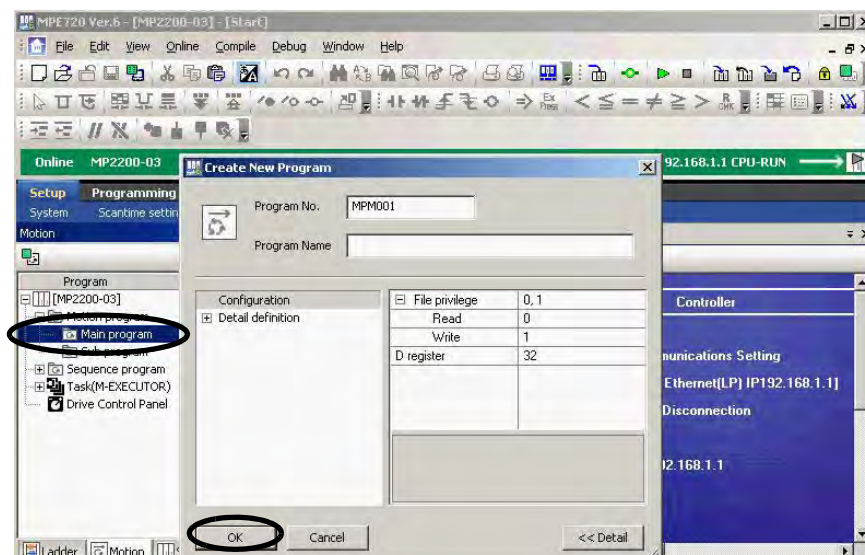 MPE720 Ver.6 - [MP2200-03] - [Start]
File Edit View Online Compile Debug Window Help
Online MP2200-03
192.168.1.1 CPU-RUN
Setup Programming
System Scantime settin
Motion
Program
[MP2200-03]
Motion program
Main program
Sub program
Sequence program
Task(M-EXECUTOR)
Drive Control Panel
Ladder Motion
Create New Program
Program No. MPM001
Program Name
Configuration
Detail definition
File privilege 0, 1
Read 0
Write 1
D register 32
OK Cancel << Detail
Controller
munications Setting
Ethernet(LP) IP192.168.1.1]
Disconnection
92.168.1.1